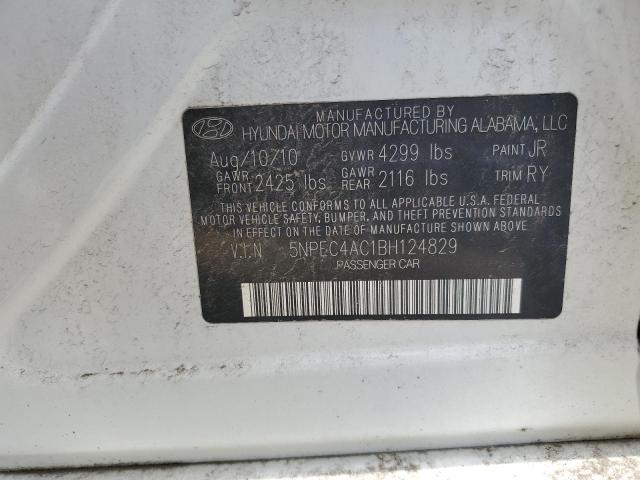 MANUFACTURED BY
HYUNDAI MOTOR MANUFACTURING ALABAMA, LLC
Aug/10/10 GVWR 4299 lbs PAINT JR
GAWR FRONT 2425 lbs GAWR REAR 2116 lbs TRIM RY
THIS VEHICLE CONFORMS TO ALL APPLICABLE U.S.A. FEDERAL
MOTOR VEHICLE SAFETY, BUMPER, AND THEFT PREVENTION STANDARDS
IN EFFECT ON THE DATE OF MANUFACTURE SHOWN ABOVE
V.I.N 5NPEC4AC1BH124829
PASSENGER CAR